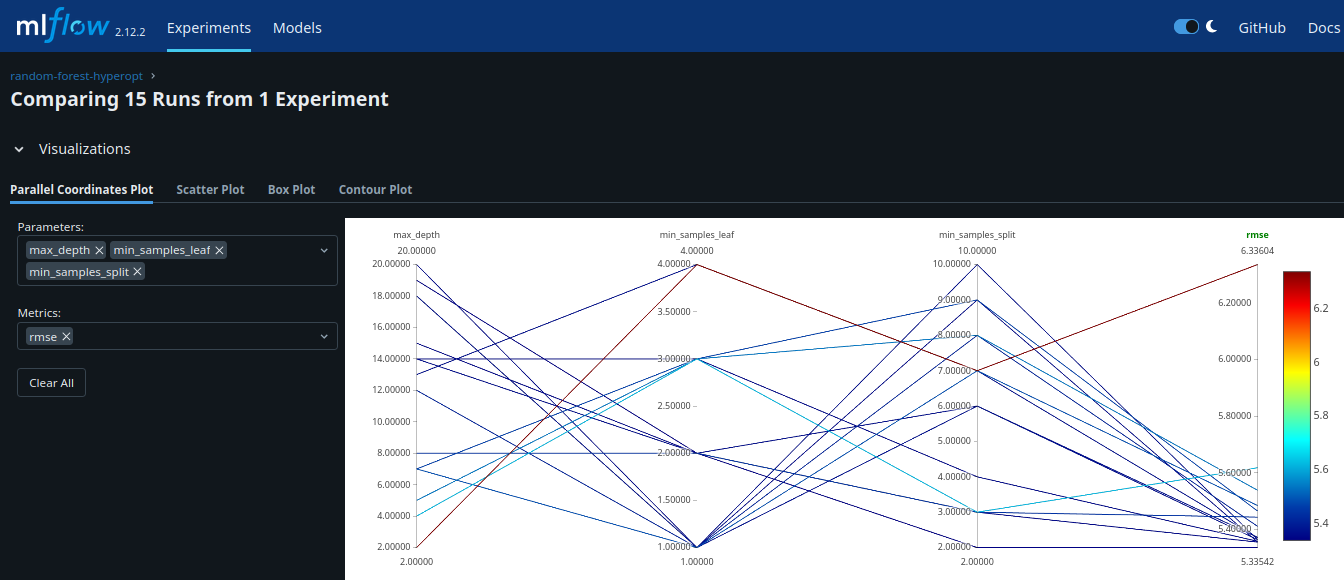 mlflow 2.12.2 Experiments Models GitHub Docs
random-forest-hyperopt ›
Comparing 15 Runs from 1 Experiment
Visualizations
Parallel Coordinates Plot Scatter Plot Box Plot Contour Plot
Parameters:
max_depth × min_samples_leaf ×
min_samples_split ×
Metrics:
rmse ×
Clear All
max_depth min_samples_leaf min_samples_split rmse
20.00000 4.00000 10.00000 6.33604
20.00000
18.00000
16.00000
14.00000
12.00000
10.00000
8.00000
6.00000
4.00000
2.00000
4.00000
3.50000
3.00000
2.50000
2.00000
1.50000
1.00000
10.00000
9.00000
8.00000
7.00000
6.00000
5.00000
4.00000
3.00000
2.00000
6.20000
6.00000
5.80000
5.60000
5.40000
2.00000 1.00000 2.00000 5.33542
6.2
6
5.8
5.6
5.4